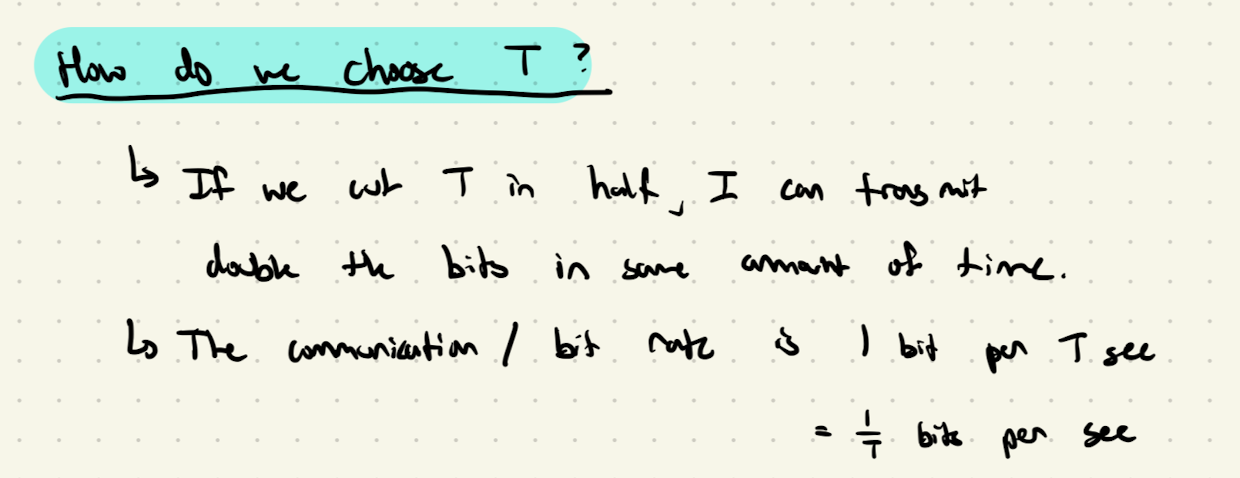 How do we choose T ?
↳ If we cut T in half, I can transmit
double the bits in same amount of time.
↳ The communication / bit rate is 1 bit per T sec
= 1/T bits per sec